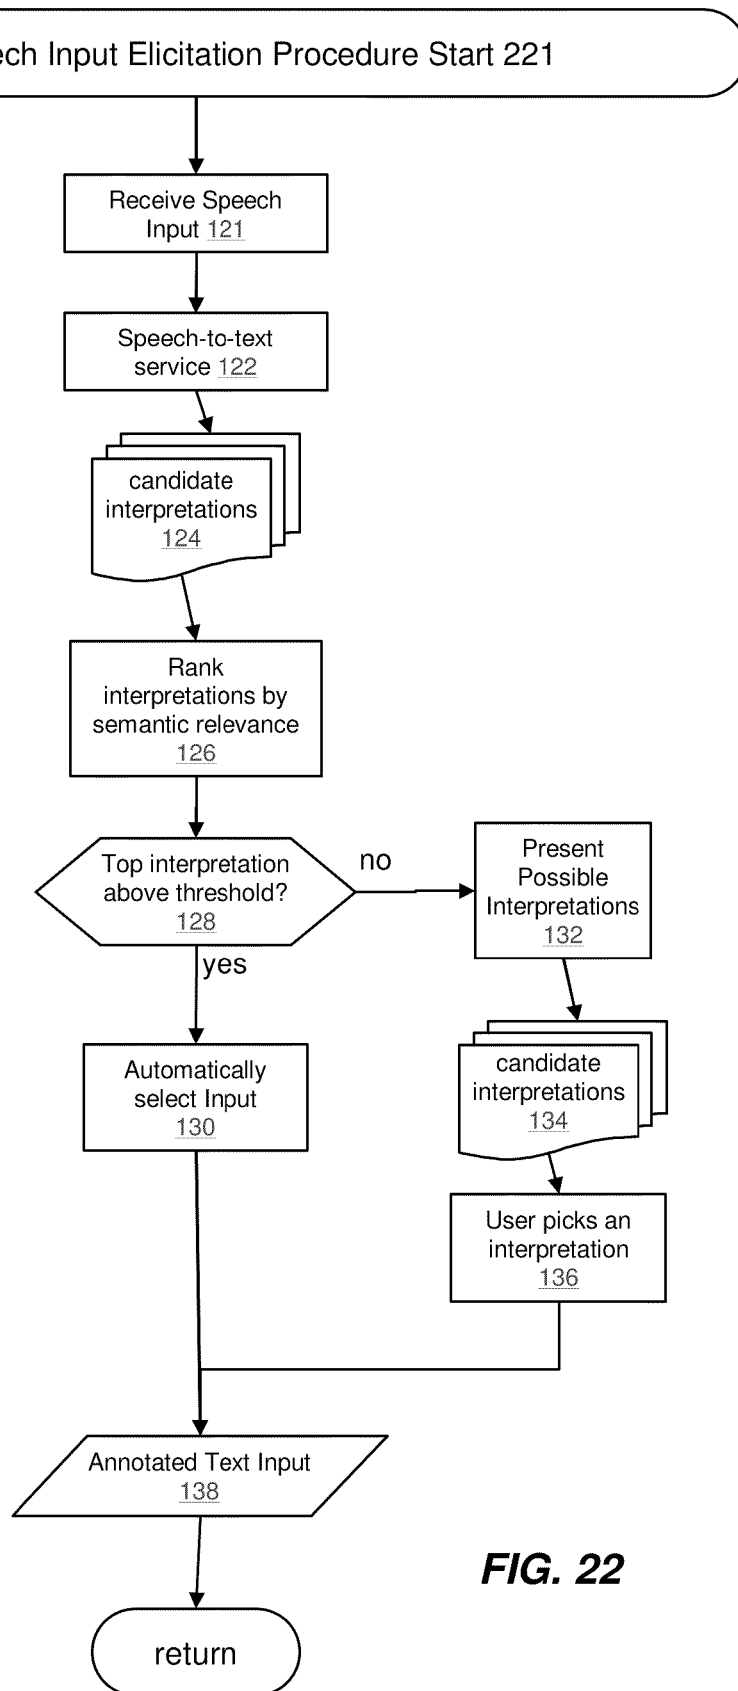 ech Input Elicitation Procedure Start 221
Receive Speech
Input 121
Speech-to-text
service 122
candidate
interpretations
124
Rank
interpretations by
semantic relevance
126
Top interpretation
above threshold?
128
no
yes
Present
Possible
Interpretations
132
Automatically
select Input
130
candidate
interpretations
134
User picks an
interpretation
136
Annotated Text Input
138
FIG. 22
return